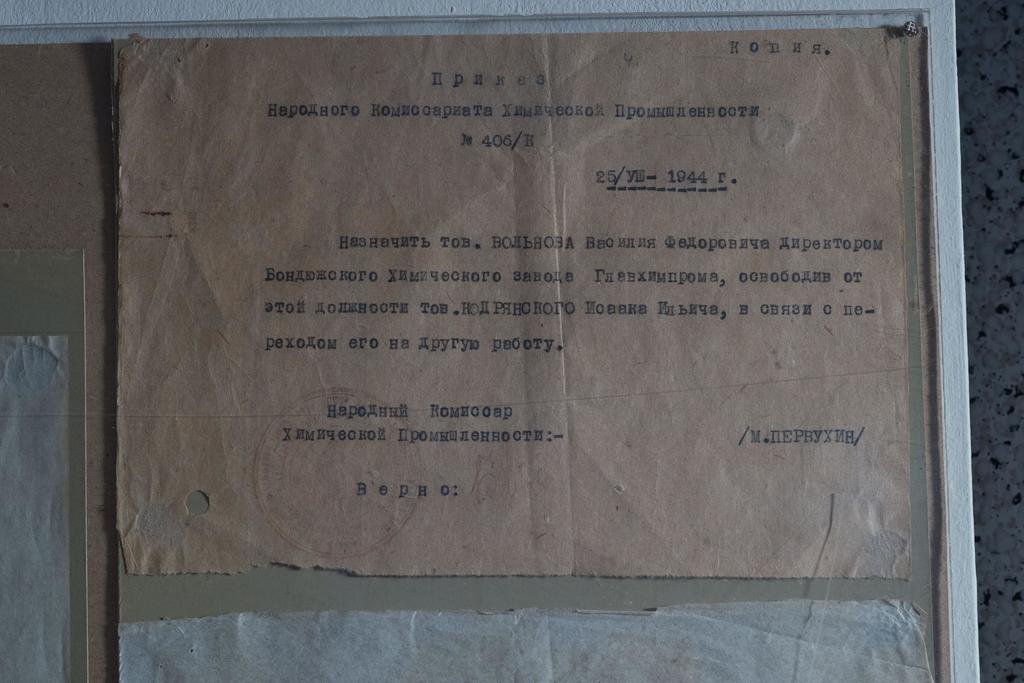 Копия.
Приказ
Народного Комиссариата Химической Промышленности
№ 406/К
25/УШ- 1944 г.
Назначить тов. ВОЛЬНОВА Василия Федоровича директором
Бондюжского Химического завода Главхимпрома, освободив от
этой должности тов.КОДРЯНСКОГО Исаака Ильича, в связи с пе-
реходом его на другую работу.
Народный Комиссар
Химической Промышленности:-
/М.ПЕРВУХИН/
Верно: